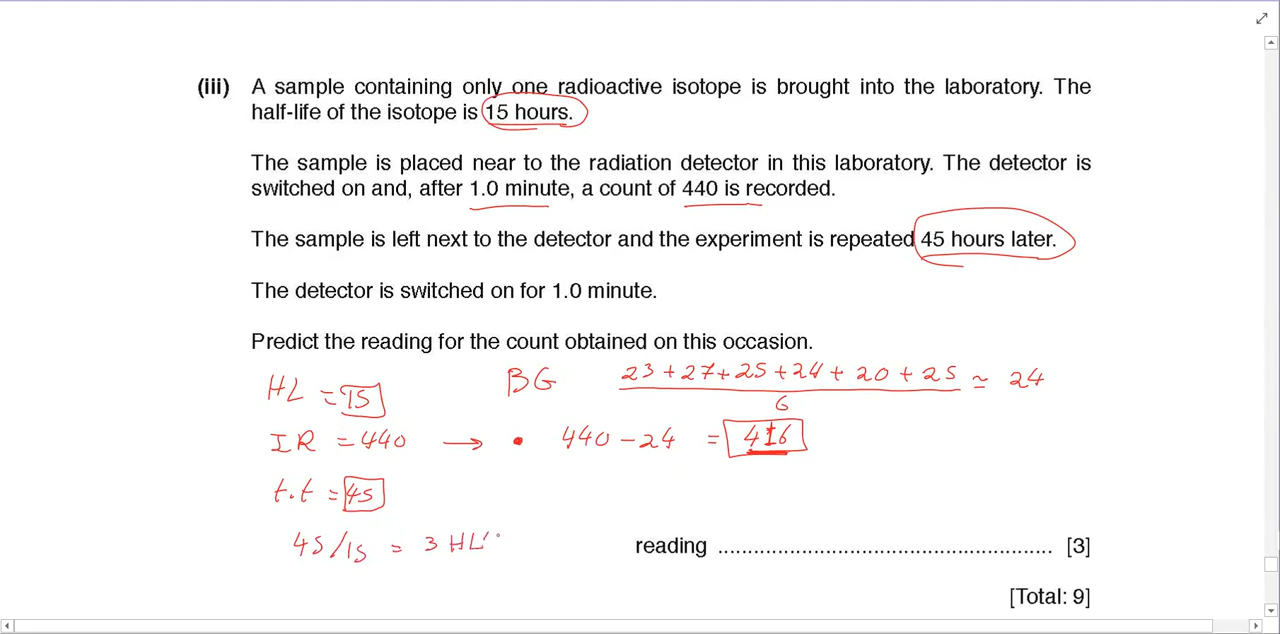 (iii) A sample containing only one radioactive isotope is brought into the laboratory. The
half-life of the isotope is 15 hours.
The sample is placed near to the radiation detector in this laboratory. The detector is
switched on and, after 1.0 minute, a count of 440 is recorded.
The sample is left next to the detector and the experiment is repeated 45 hours later.
The detector is switched on for 1.0 minute.
Predict the reading for the count obtained on this occasion.
HL = 15
BG 23+27+25+24+20+25 ≃ 24
6
IR = 440 → • 440-24 = 416
t.t = 45
45/15 = 3 HL'
reading ...................................................... [3]
[Total: 9]